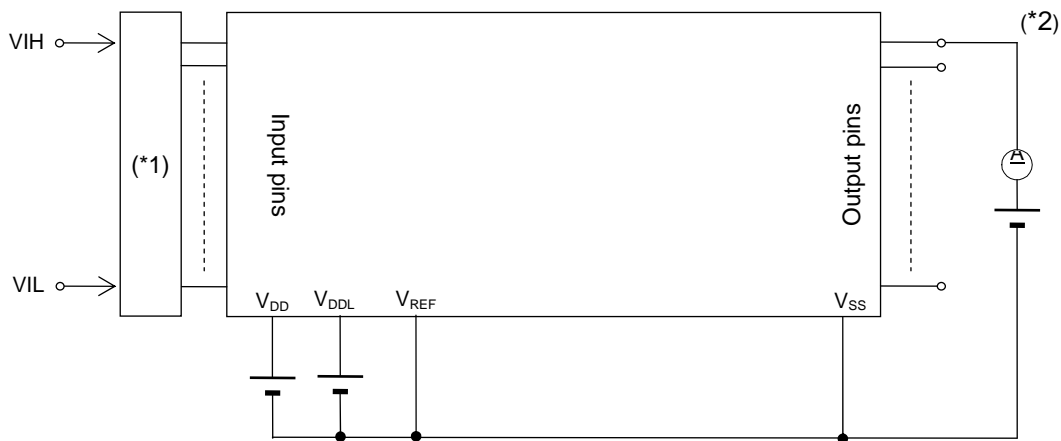 (*2)
VIH
(*1)
Input pins
Output pins
A
VIL
VDD VDDL VREF VSS